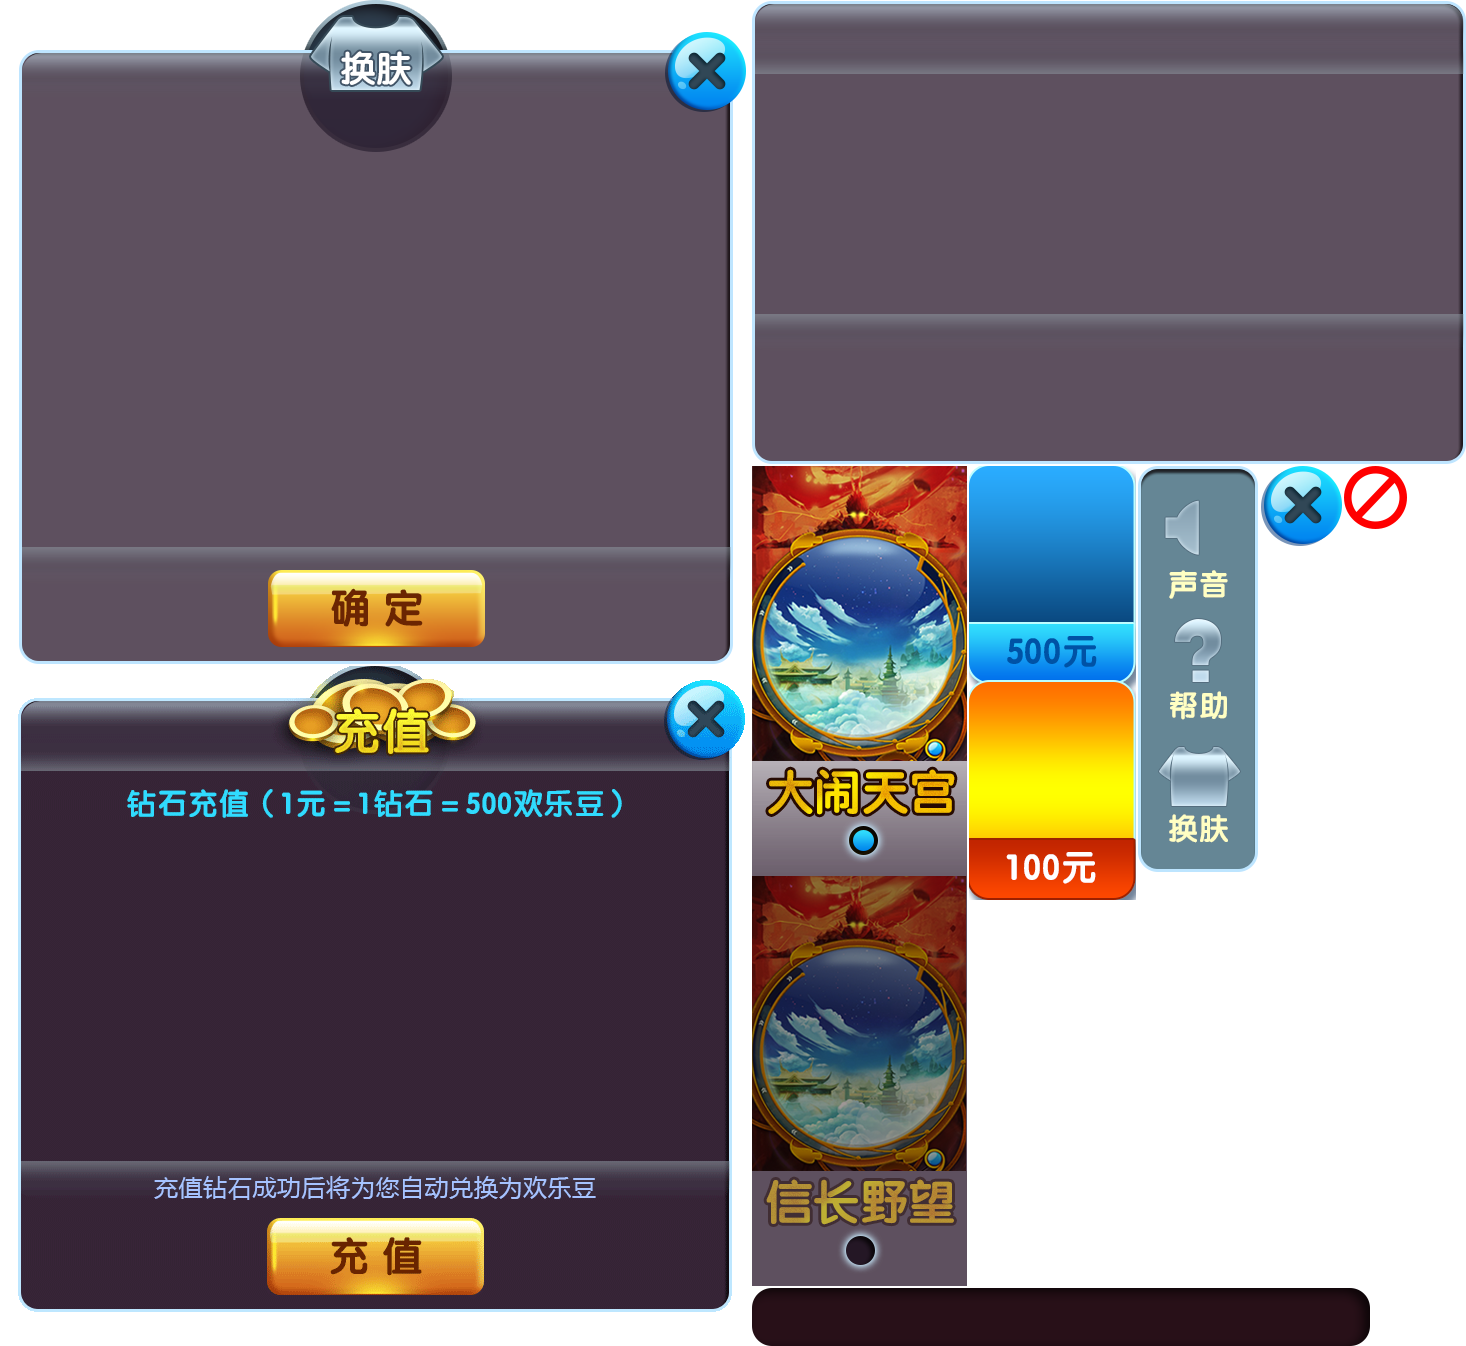 换肤
确 定
充值
钻石充值（1元 = 1钻石 = 500欢乐豆）
充值钻石成功后将为您自动兑换为欢乐豆
充 值
大闹天宫
信长野望
500元
100元
声音
帮助
换肤